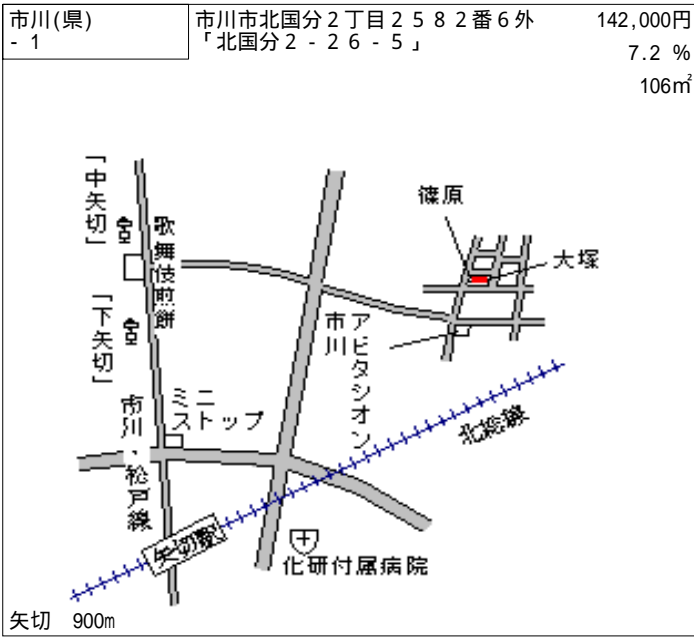 市川(県)
- 1
市川市北国分２丁目２５８２番６外
「北国分２ - ２６ - ５」
142,000円
7.2 %
106㎡
「中矢切」
歌舞伎煎餅
「下矢切」
篠原
大塚
アビタシオン
市川
ミニ
ストップ
市川・松戸線
北総線
矢切駅
化研付属病院
矢切　900m